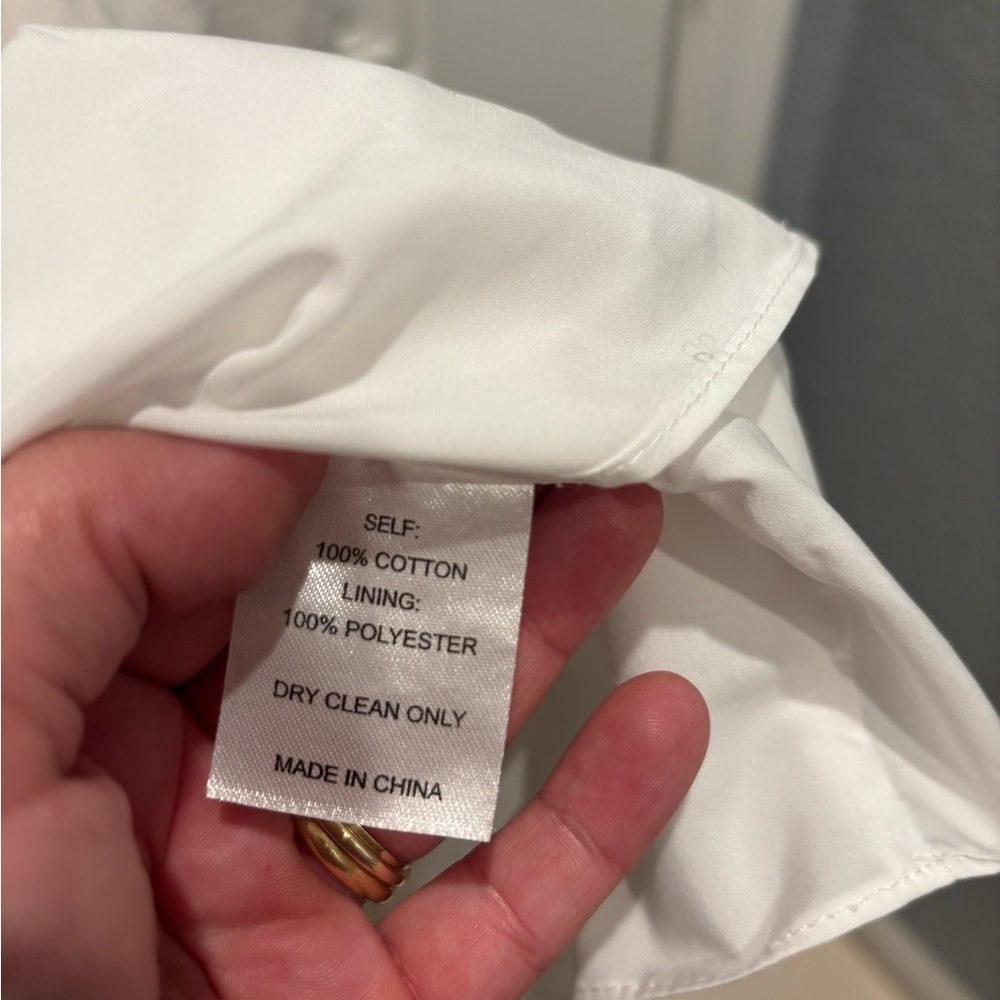 SELF:
100% COTTON
LINING:
100% POLYESTER
DRY CLEAN ONLY
MADE IN CHINA